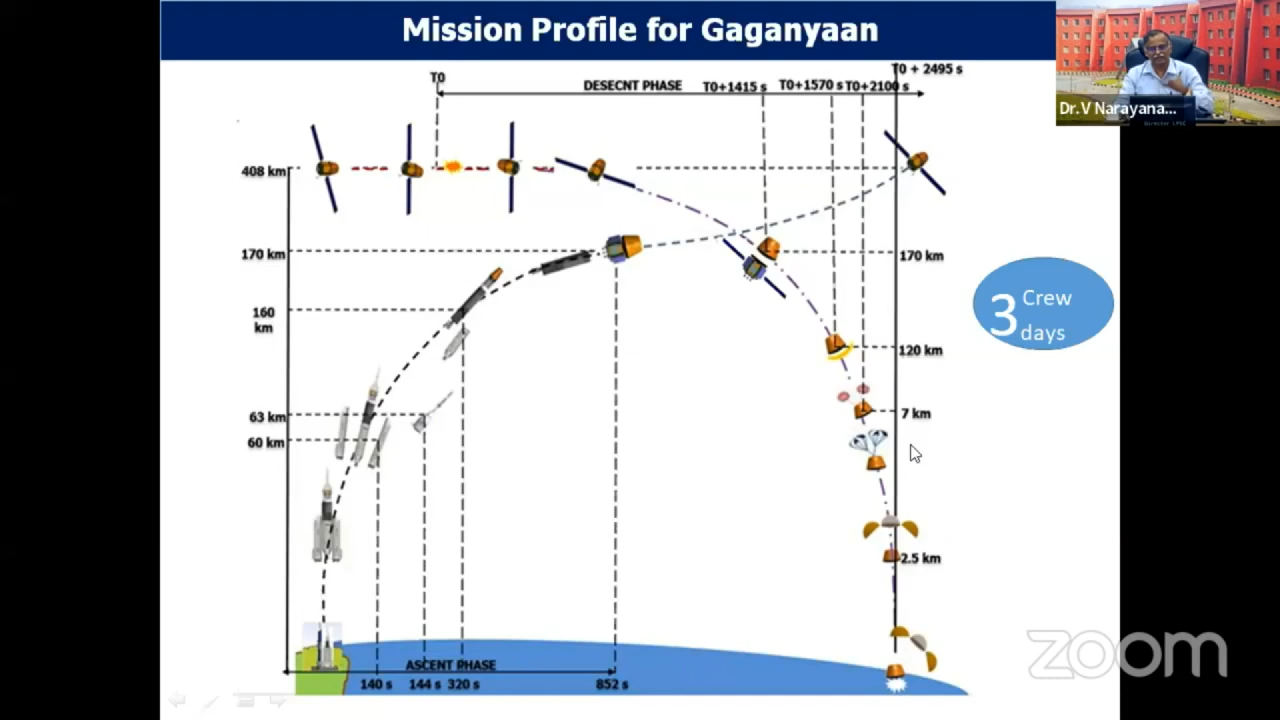 Mission Profile for Gaganyaan
Dr.V Narayana...
T0
DESECNT PHASE
T0+1415 s
T0+1570 s
T0+2100 s
T0 + 2495 s
408 km
170 km
160
km
63 km
60 km
170 km
120 km
7 km
2.5 km
3
Crew
days
ASCENT PHASE
140 s
144 s
320 s
852 s
zoom